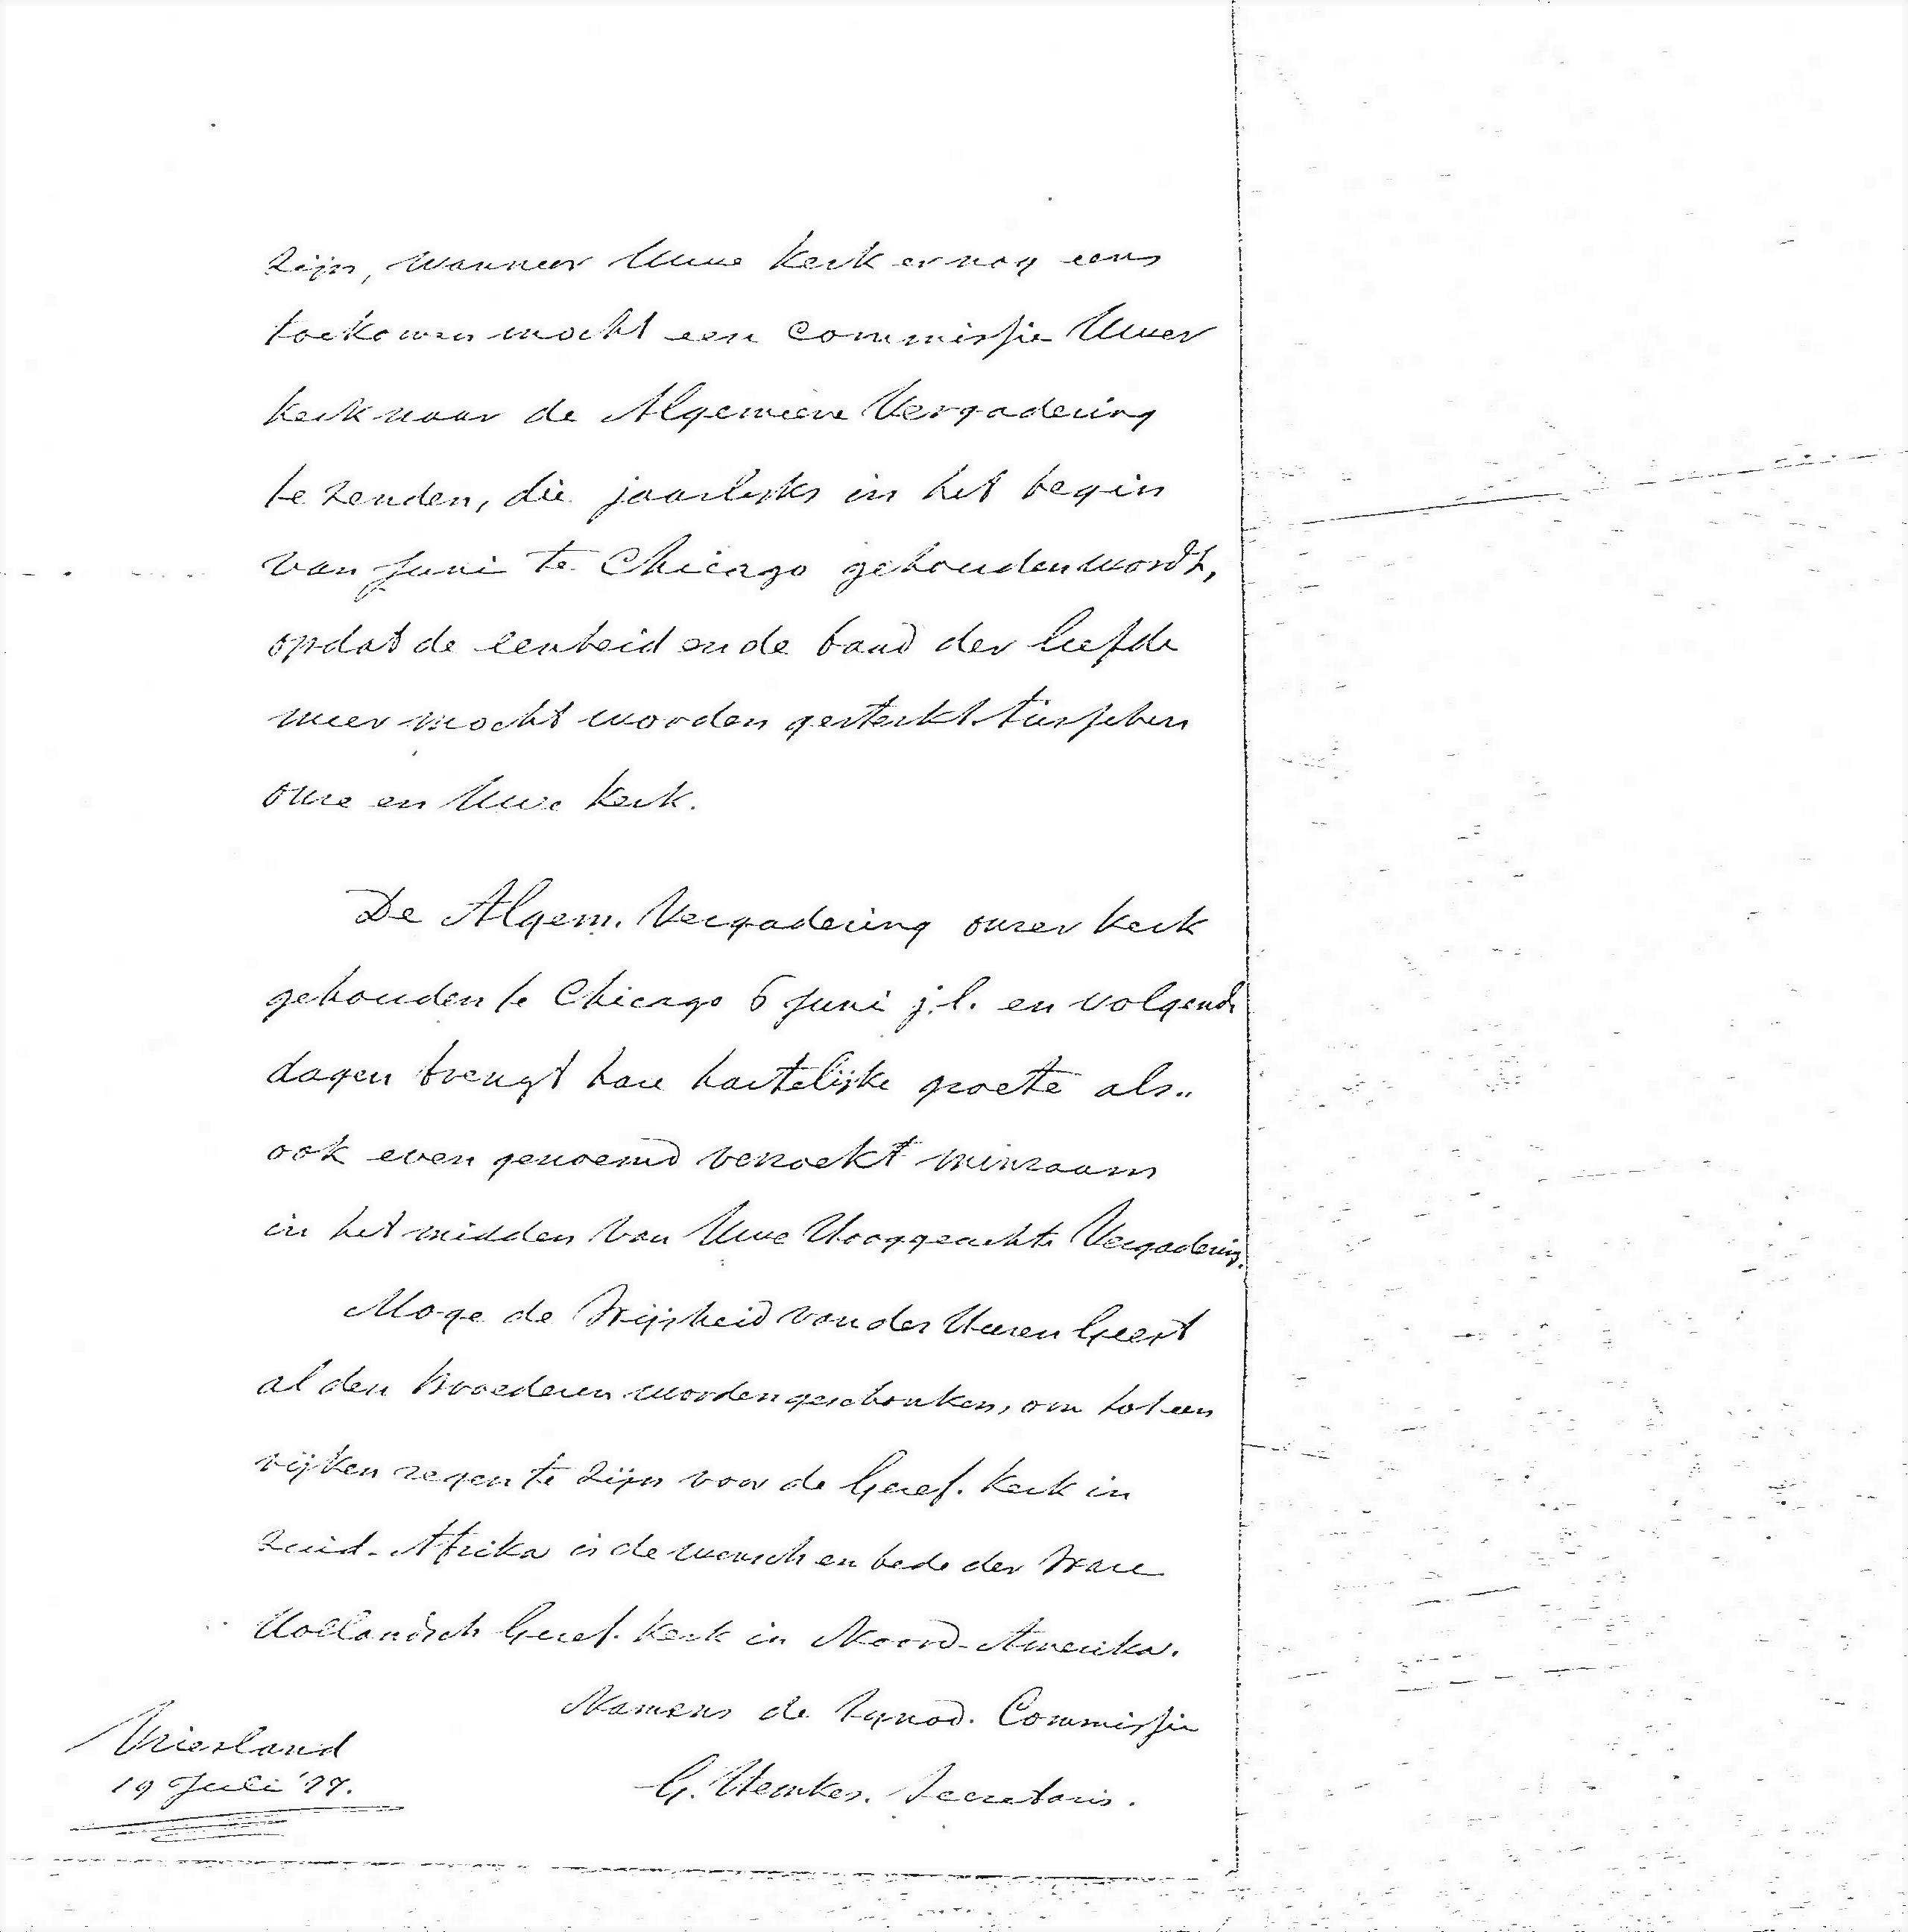 zijn, wanneer Uwe Kerk er nog eens
toekomen mocht een Commissie Uwer
Kerk naar de Algemeene Vergadering
te zenden, die jaarlijks in het begin
van Juni te Chicago gehouden wordt,
opdat de eenheid en de band der liefde
meer mocht worden gesterkt tusschen
onze en Uwe Kerk.
De Algem. Vergadering onzer Kerk
gehouden te Chicago 6 Juni j.l. en volgende
dagen brengt hare hartelijke groete als..
ook even genoemd verzoekt minzaam
in het midden van Uwe Hooggeachte Vergadering.
Moge de Wijsheid van des Heeren Geest
al den Broederen worden geschonken, om tot een
rijken zegen te zijn voor de Geref. Kerk in
Zuid-Afrika is de wensch en bede der Ware
Hollandsch Geref. Kerk in Noord-Amerika.
Namens de Synod. Commissie
Vriesland
19 Juli '77.
G. Hemkes. Secretaris.